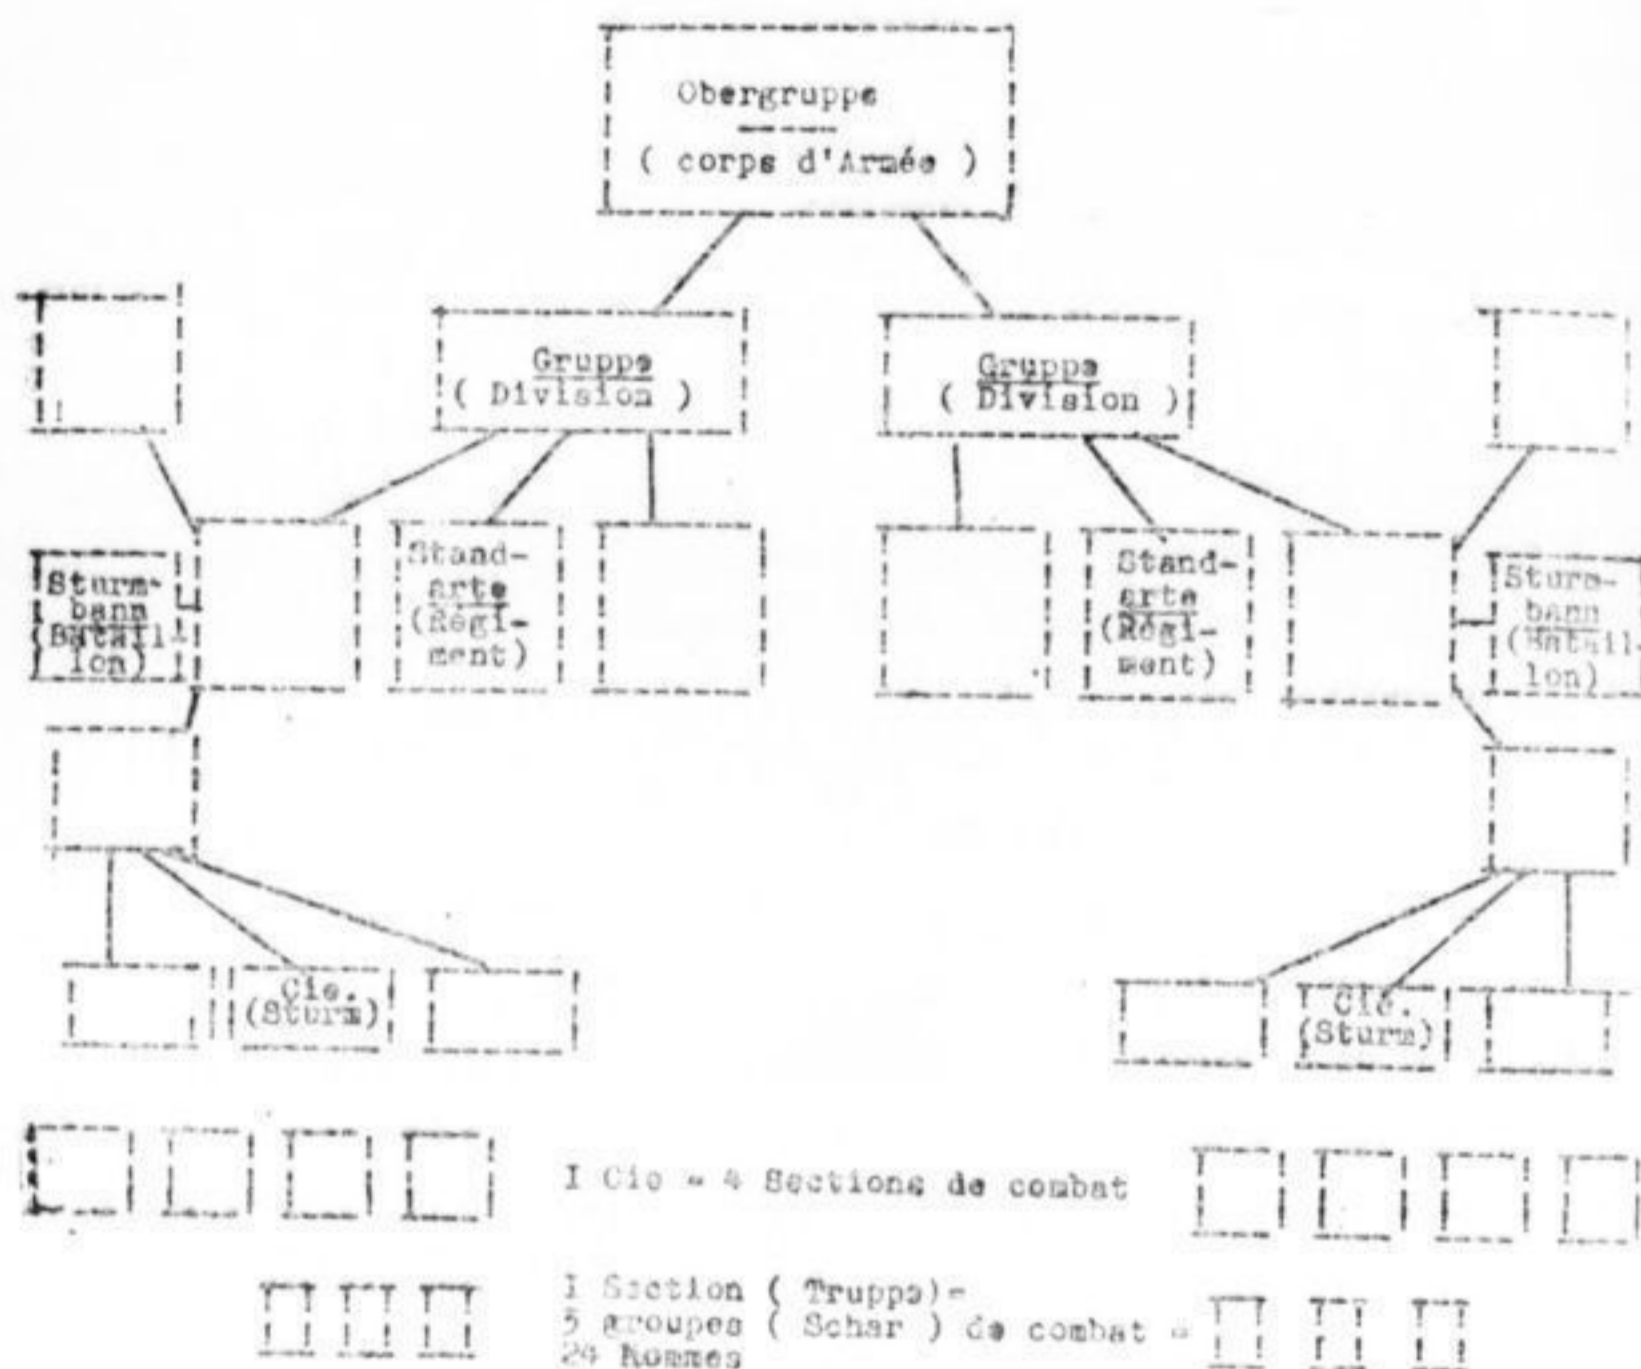 Obergruppe
( corps d'Armée )
Gruppe
( Division )
Gruppe
( Division )
Sturm-
bann
(Batail-
lon)
Stand-
arte
(Régi-
ment)
Stand-
arte
(Régi-
ment)
Sturm-
bann
(Batail-
lon)
Cie.
(Sturm)
Cie.
(Sturm)
I Cie = 4 Sections de combat
I Section ( Truppe)=
3 groupes ( Schar ) de combat =
24 Hommes